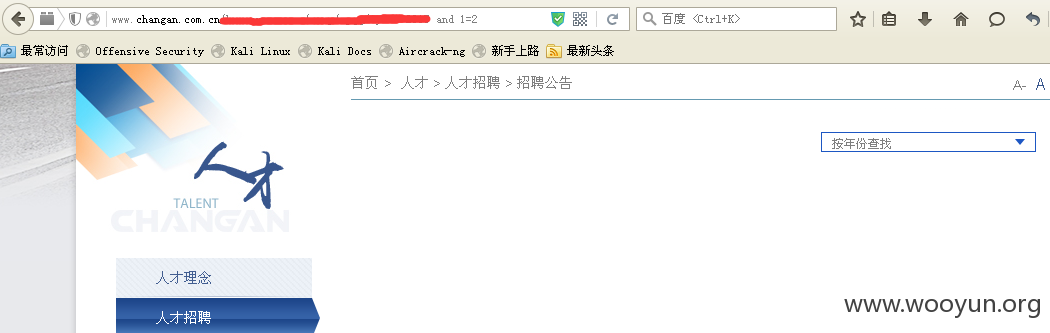 www.changan.com.cn/ and 1=2
百度 <Ctrl+K>
最常访问 Offensive Security Kali Linux Kali Docs Aircrack-ng 新手上路 最新头条
首页 > 人才 > 人才招聘 > 招聘公告
A- A
按年份查找
人才
TALENT
CHANGAN
人才理念
人才招聘
www.wooyun.org